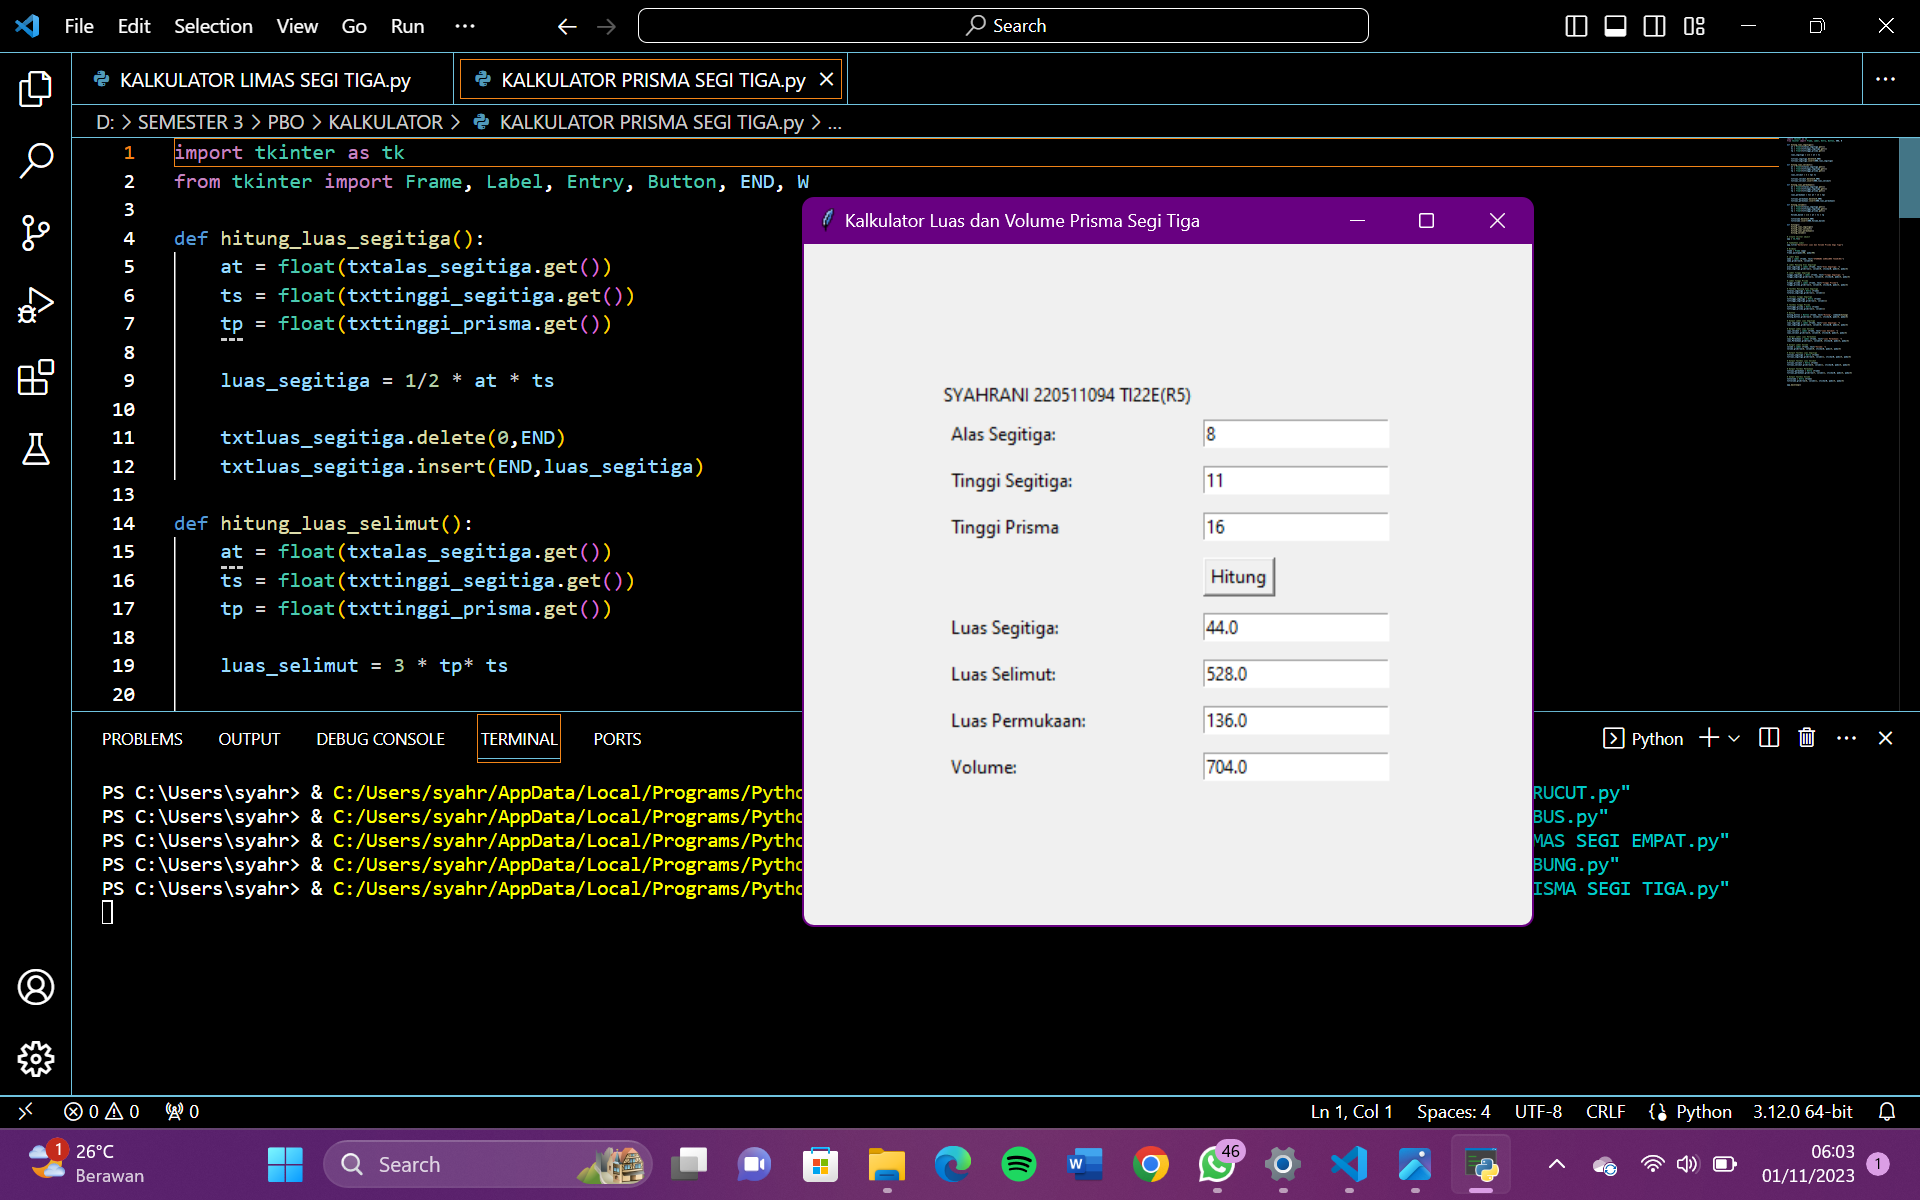 File Edit Selection View Go Run ··· Search
KALKULATOR LIMAS SEGI TIGA.py
KALKULATOR PRISMA SEGI TIGA.py
D: > SEMESTER 3 > PBO > KALKULATOR > KALKULATOR PRISMA SEGI TIGA.py > ...
1 import tkinter as tk
2 from tkinter import Frame, Label, Entry, Button, END, W
3
4 def hitung_luas_segitiga():
5 at = float(txtalas_segitiga.get())
6 ts = float(txttinggi_segitiga.get())
7 tp = float(txttinggi_prisma.get())
8
9 luas_segitiga = 1/2 * at * ts
10
11 txtluas_segitiga.delete(0,END)
12 txtluas_segitiga.insert(END,luas_segitiga)
13
14 def hitung_luas_selimut():
15 at = float(txtalas_segitiga.get())
16 ts = float(txttinggi_segitiga.get())
17 tp = float(txttinggi_prisma.get())
18
19 luas_selimut = 3 * tp* ts
20
Kalkulator Luas dan Volume Prisma Segi Tiga
SYAHRANI 220511094 TI22E(R5)
Alas Segitiga: 8
Tinggi Segitiga: 11
Tinggi Prisma 16
Hitung
Luas Segitiga: 44.0
Luas Selimut: 528.0
Luas Permukaan: 136.0
Volume: 704.0
PROBLEMS OUTPUT DEBUG CONSOLE TERMINAL PORTS Python
PS C:\Users\syahr> & C:/Users/syahr/AppData/Local/Programs/Pytho RUCUT.py"
PS C:\Users\syahr> & C:/Users/syahr/AppData/Local/Programs/Pytho BUS.py"
PS C:\Users\syahr> & C:/Users/syahr/AppData/Local/Programs/Pytho MAS SEGI EMPAT.py"
PS C:\Users\syahr> & C:/Users/syahr/AppData/Local/Programs/Pytho BUNG.py"
PS C:\Users\syahr> & C:/Users/syahr/AppData/Local/Programs/Pytho ISMA SEGI TIGA.py"
0 0 0 Ln 1, Col 1 Spaces: 4 UTF-8 CRLF Python 3.12.0 64-bit
1 26°C
Berawan
Search
46
06:03
01/11/2023
1